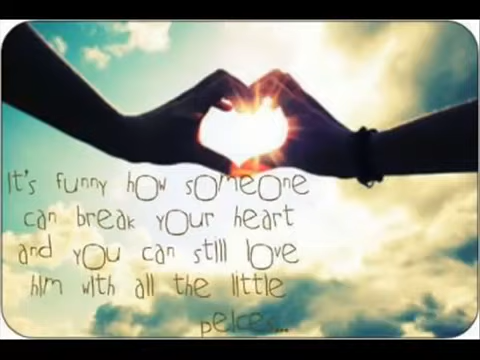 It's funny how someone
can break your heart
and you can still love
him with all the little
peices...